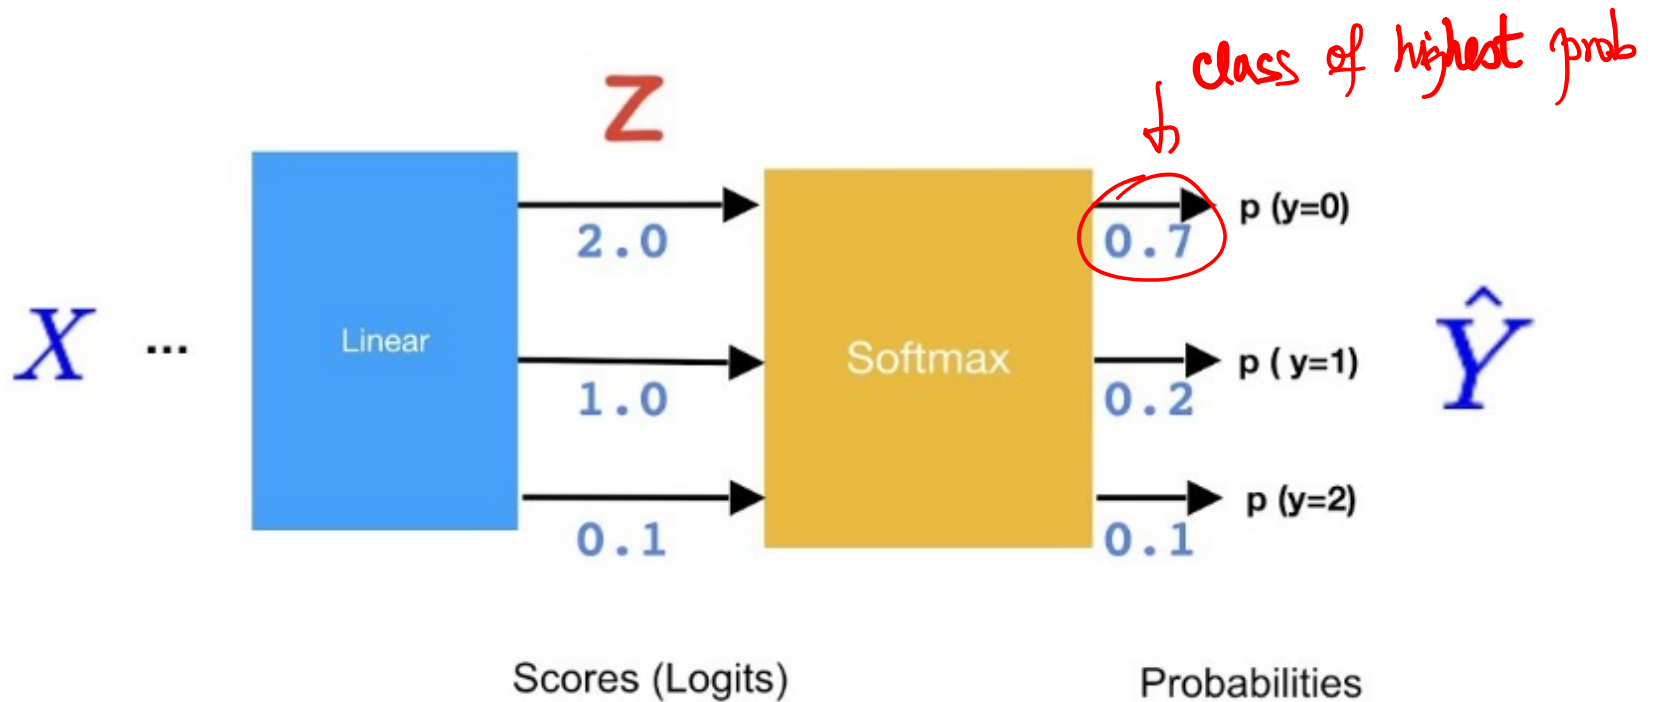 class of highest prob
Z
2.0
0.7
p (y=0)
X ...
Linear
1.0
Softmax
0.2
p ( y=1)
Ŷ
0.1
0.1
p (y=2)
Scores (Logits)
Probabilities